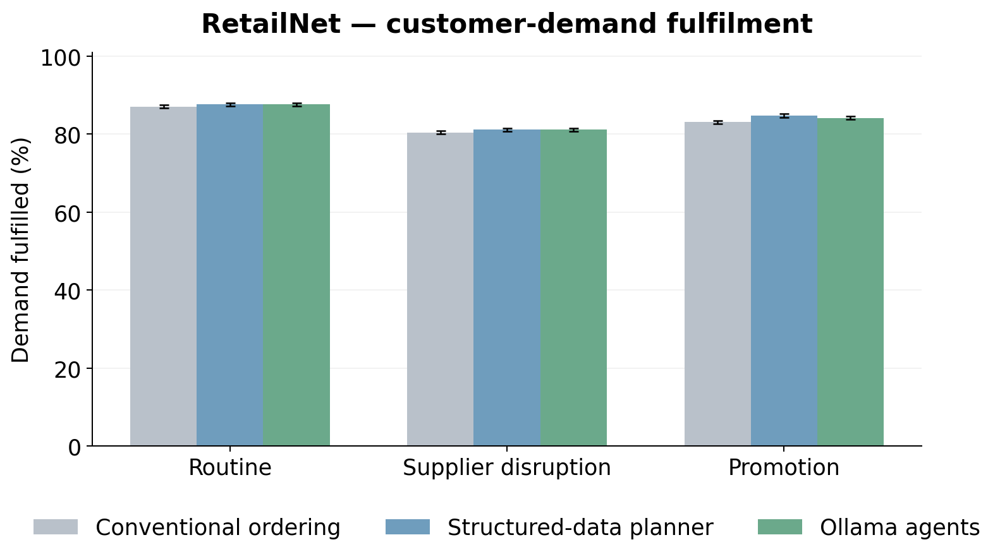 RetailNet — customer-demand fulfilment
Demand fulfilled (%)
100
80
60
40
20
0
Routine
Supplier disruption
Promotion
Conventional ordering
Structured-data planner
Ollama agents